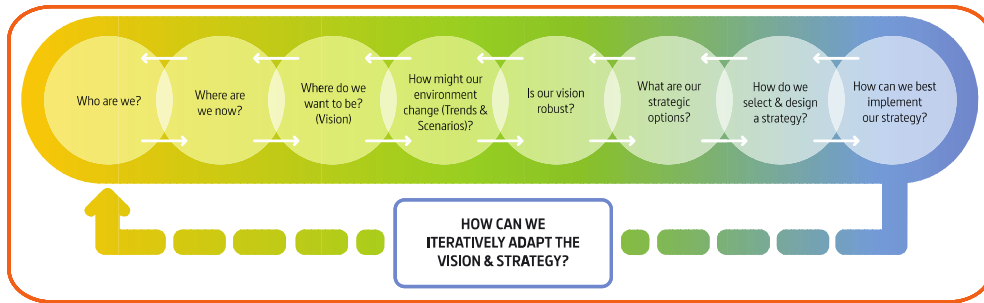 Who are we?
Where are
we now?
Where do we
want to be?
(Vision)
How might our
environment
change (Trends &
Scenarios)?
Is our vision
robust?
What are our
strategic
options?
How do we
select & design
a strategy?
How can we best
implement
our strategy?
HOW CAN WE
ITERATIVELY ADAPT THE
VISION & STRATEGY?